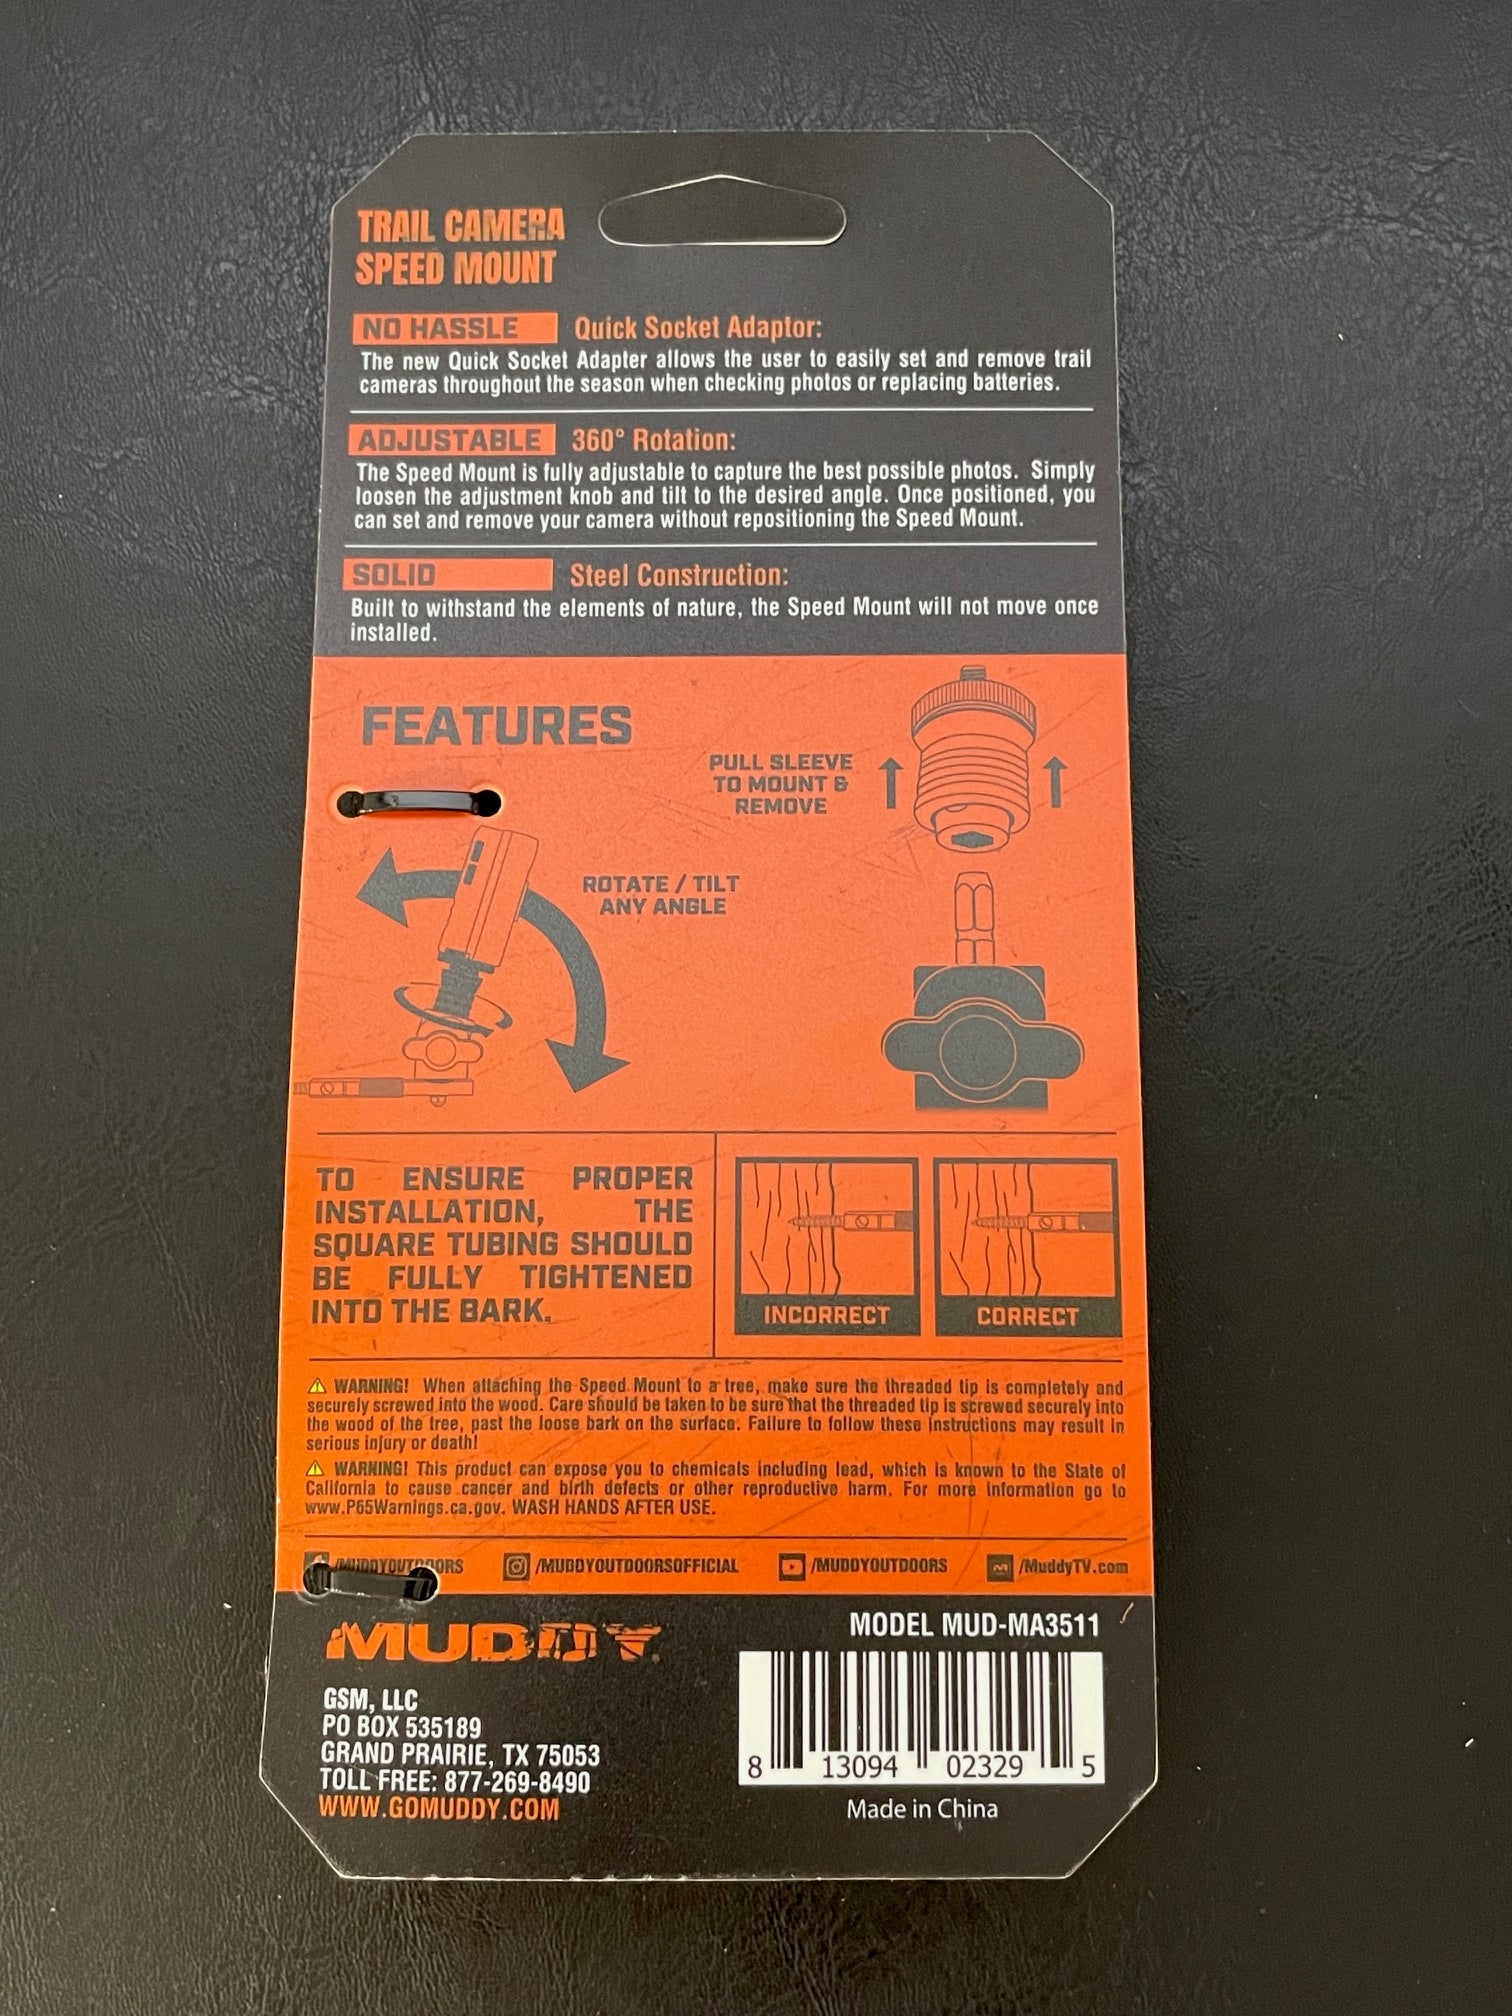 TRAIL CAMERA
SPEED MOUNT
NO HASSLE Quick Socket Adaptor:
The new Quick Socket Adapter allows the user to easily set and remove trail
cameras throughout the season when checking photos or replacing batteries.
ADJUSTABLE 360° Rotation:
The Speed Mount is fully adjustable to capture the best possible photos. Simply
loosen the adjustment knob and tilt to the desired angle. Once positioned, you
can set and remove your camera without repositioning the Speed Mount.
SOLID Steel Construction:
Built to withstand the elements of nature, the Speed Mount will not move once
installed.
FEATURES
PULL SLEEVE
TO MOUNT &
REMOVE
ROTATE / TILT
ANY ANGLE
TO ENSURE PROPER
INSTALLATION, THE
SQUARE TUBING SHOULD
BE FULLY TIGHTENED
INTO THE BARK.
INCORRECT
CORRECT
WARNING! When attaching the Speed Mount to a tree, make sure the threaded tip is completely and
securely screwed into the wood. Care should be taken to be sure that the threaded tip is screwed securely into
the wood of the tree, past the loose bark on the surface. Failure to follow these instructions may result in
serious injury or death!
WARNING! This product can expose you to chemicals including lead, which is known to the State of
California to cause cancer and birth defects or other reproductive harm. For more information go to
www.P65Warnings.ca.gov. WASH HANDS AFTER USE.
/MUDDYOUTDOORS /MUDDYOUTDOORSOFFICIAL /MUDDYOUTDOORS /MuddyTV.com
MUDDY
GSM, LLC
PO BOX 535189
GRAND PRAIRIE, TX 75053
TOLL FREE: 877-269-8490
WWW.GOMUDDY.COM
MODEL MUD-MA3511
8 13094 02329 5
Made in China